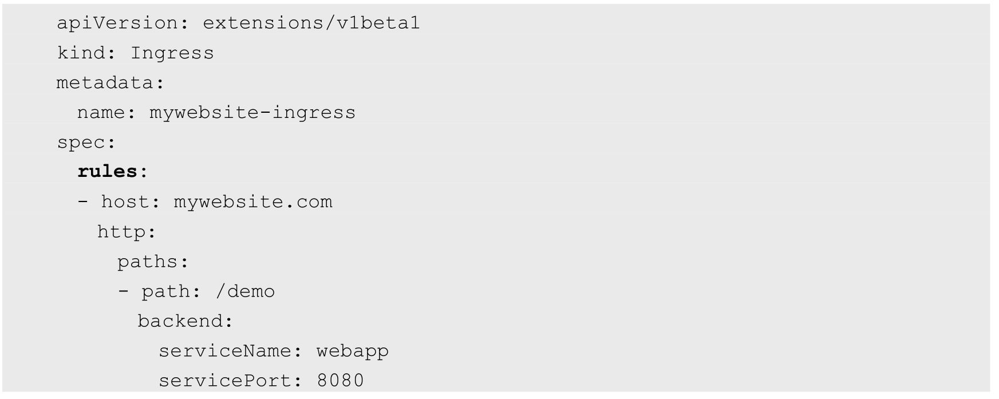 apiVersion: extensions/v1beta1
kind: Ingress
metadata:
  name: mywebsite-ingress
spec:
  rules:
  - host: mywebsite.com
    http:
      paths:
      - path: /demo
        backend:
          serviceName: webapp
          servicePort: 8080